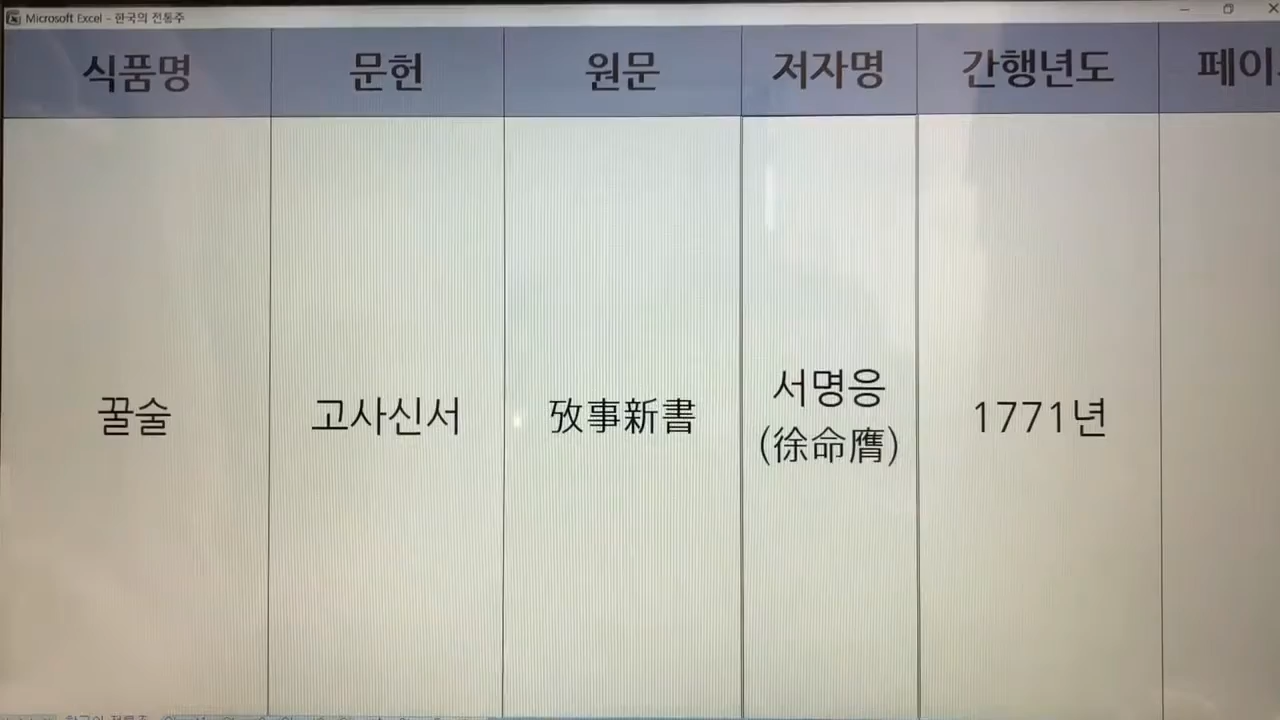 Microsoft Excel - 한국의 전통주
식품명 문헌 원문 저자명 간행년도 페이
꿀술 고사신서 攷事新書 서명응 (徐命膺) 1771년